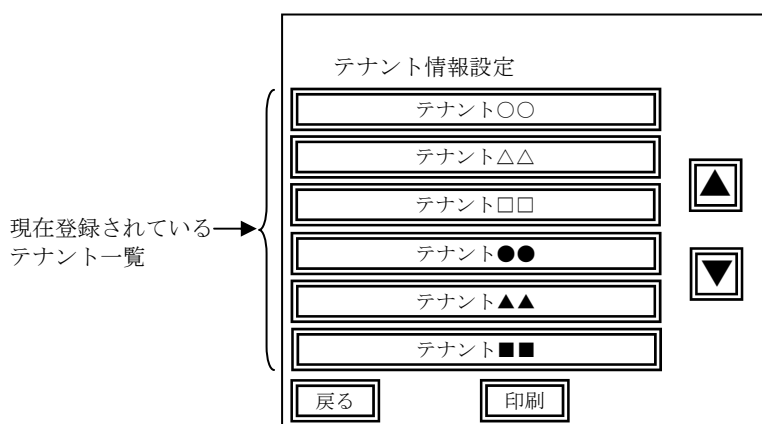 テナント情報設定
テナント○○
テナント△△
テナント□□
テナント●●
テナント▲▲
テナント■■
▲
▼
現在登録されている
テナント一覧
戻る
印刷